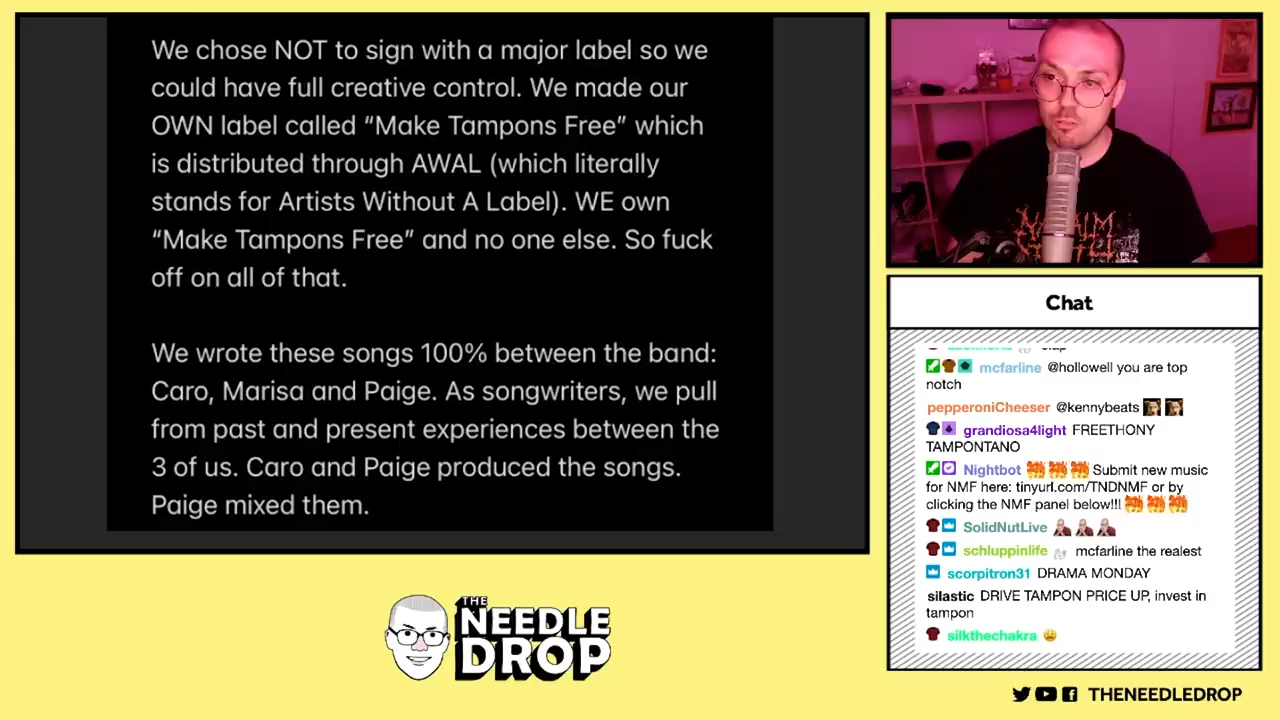 We chose NOT to sign with a major label so we
could have full creative control. We made our
OWN label called “Make Tampons Free” which
is distributed through AWAL (which literally
stands for Artists Without A Label). WE own
“Make Tampons Free” and no one else. So fuck
off on all of that.
We wrote these songs 100% between the band:
Caro, Marisa and Paige. As songwriters, we pull
from past and present experiences between the
3 of us. Caro and Paige produced the songs.
Paige mixed them.
NAPALM
Chat
mcfarline @hollowell you are top
notch
pepperoniCheeser @kennybeats
grandiosa4light FREETHONY
TAMPONTANO
Nightbot Submit new music
for NMF here: tinyurl.com/TNDNMF or by
clicking the NMF panel below!!!
SolidNutLive
schluppinlife mcfarline the realest
scorpitron31 DRAMA MONDAY
silastic DRIVE TAMPON PRICE UP, invest in
tampon
silkthechakra
THE
NEEDLE
DROP
THENEEDLEDROP